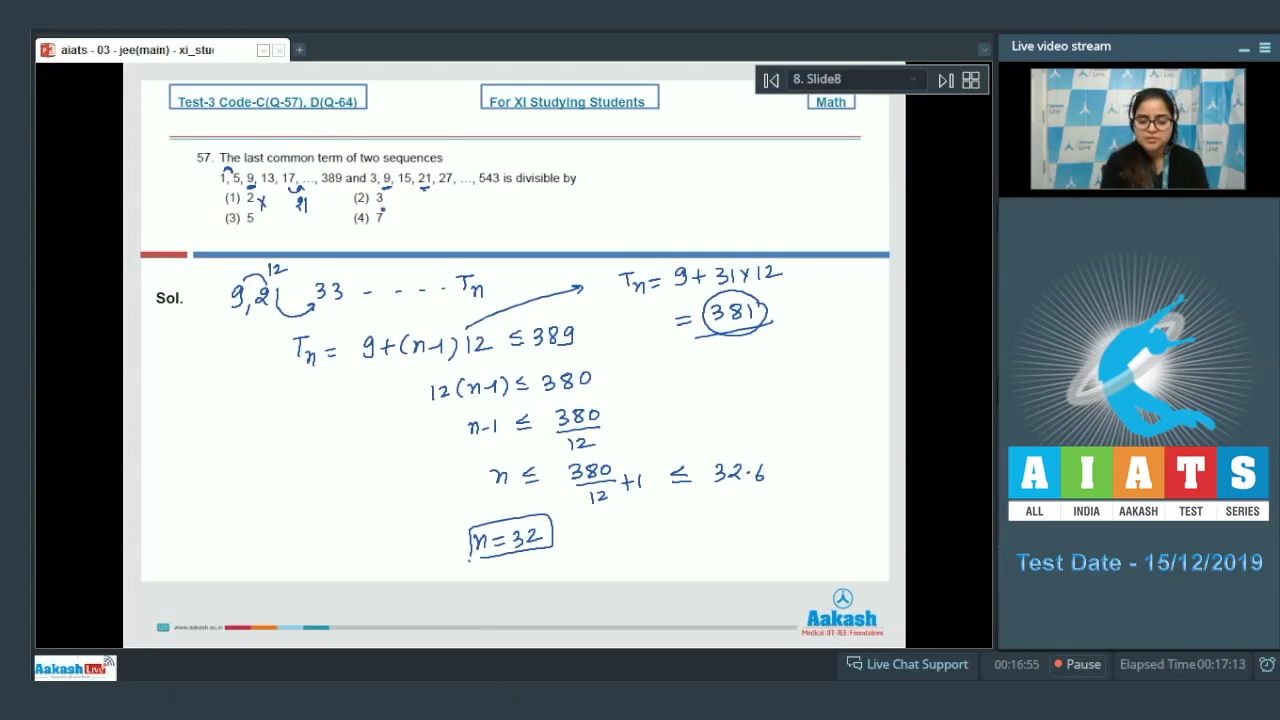 aiats - 03 - jee(main) - xi_stu
Live video stream
8. Slide8
Test-3 Code-C(Q-57), D(Q-64)
For XI Studying Students
Math
57. The last common term of two sequences
1, 5, 9, 13, 17, ..., 389 and 3, 9, 15, 21, 27, ..., 543 is divisible by
(1) 2 x
21
(2) 3
(3) 5
(4) 7
Sol.
12
9, 21 33 - - - - . Tn
Tn = 9 + (n-1) 12 ≤ 389
12(n-1) ≤ 380
n-1 ≤ 380/12
n ≤ 380/12 + 1 ≤ 32.6
n = 32
Tn = 9 + 31 x 12
= 381
www.aakash.ac.in
Aakash
Medical | IIT-JEE | Foundations
A I A T S
ALL INDIA AAKASH TEST SERIES
Test Date - 15/12/2019
Aakash Live
Live Chat Support
00:16:55
Pause
Elapsed Time 00:17:13